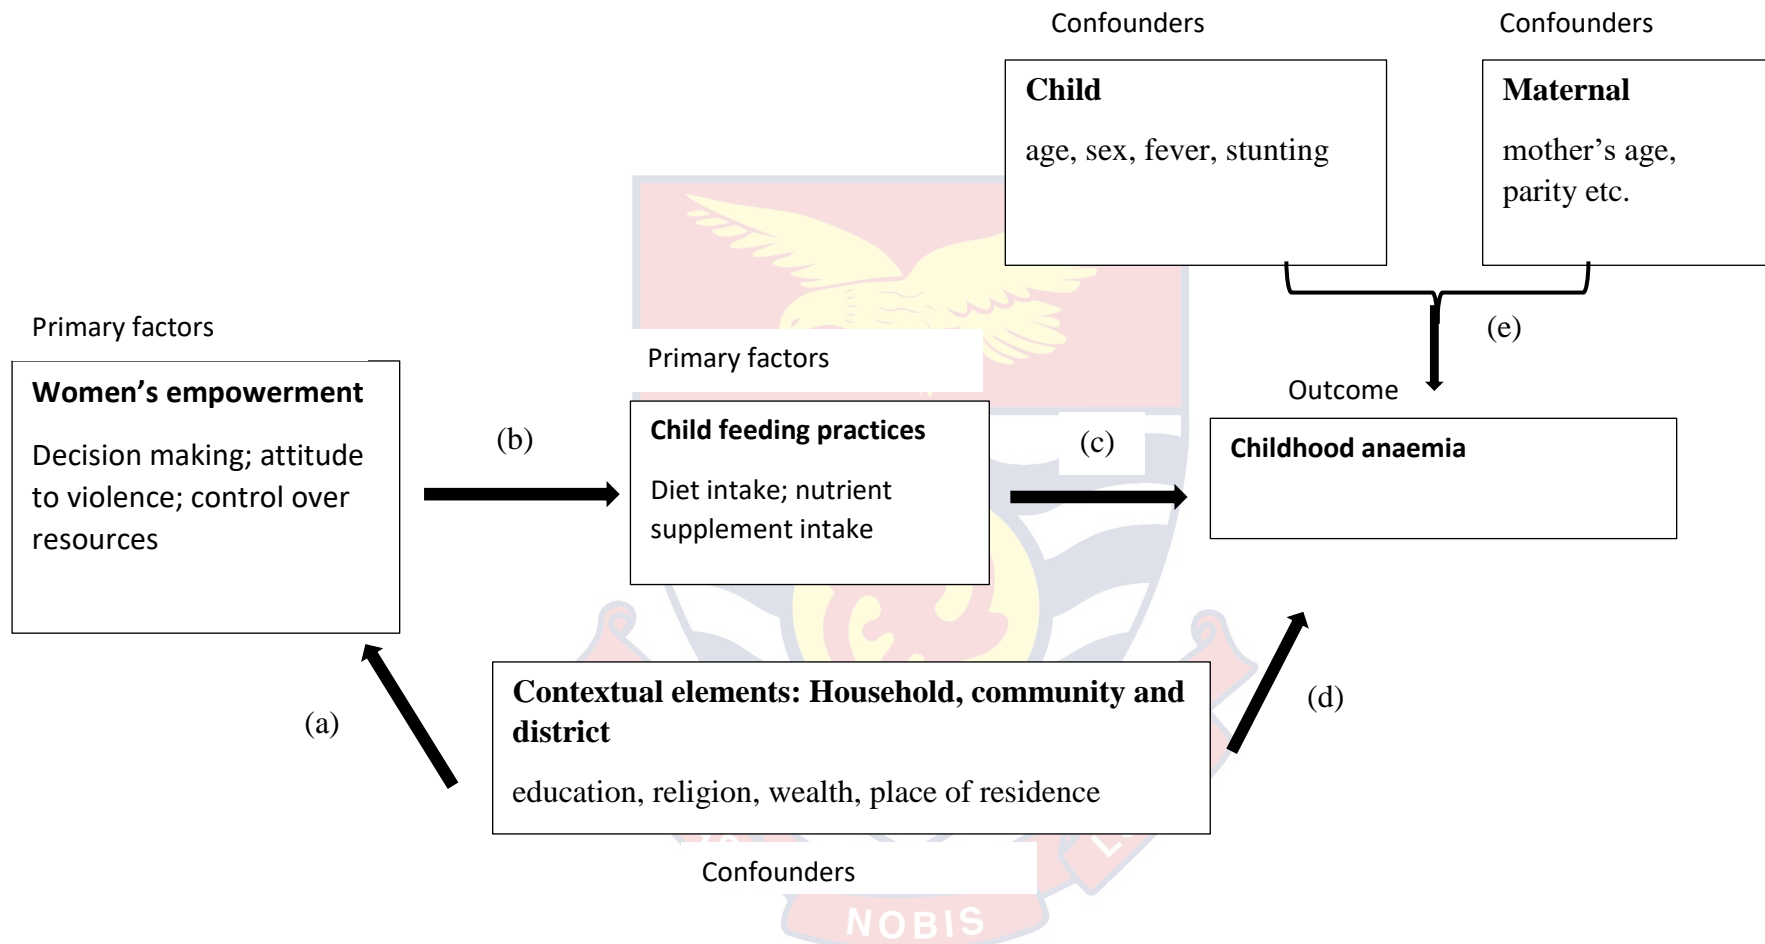 Confounders
Confounders
Child
age, sex, fever, stunting
Maternal
mother’s age,
parity etc.
(e)
Primary factors
Women’s empowerment
Decision making; attitude
to violence; control over
resources
(b)
Primary factors
Child feeding practices
Diet intake; nutrient
supplement intake
(c)
Outcome
Childhood anaemia
(a)
Contextual elements: Household, community and
district
education, religion, wealth, place of residence
(d)
Confounders
NOBIS